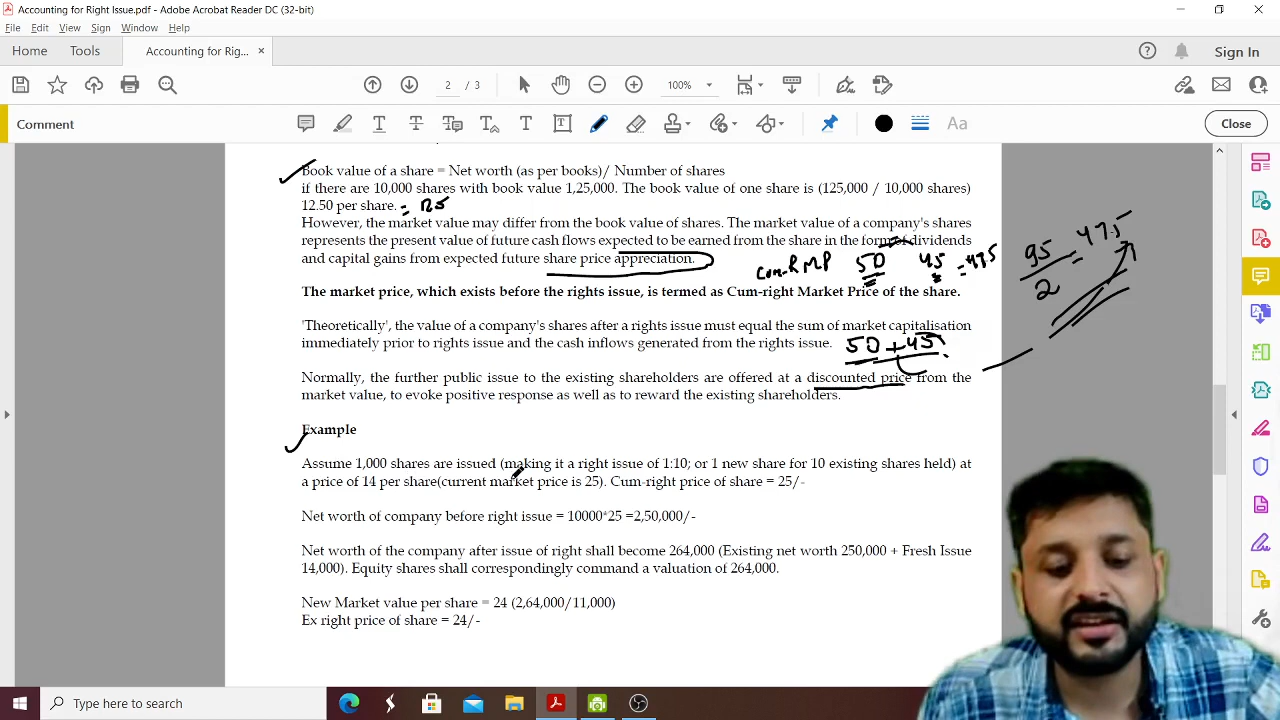 Accounting for Right Issue.pdf - Adobe Acrobat Reader DC (32-bit)
File Edit View Sign Window Help
Home Tools Accounting for Rig... × Sign In
2 / 3 100%
Comment Aa Close
Book value of a share = Net worth (as per books)/ Number of shares
if there are 10,000 shares with book value 1,25,000. The book value of one share is (125,000 / 10,000 shares)
12.50 per share.
However, the market value may differ from the book value of shares. The market value of a company's shares
represents the present value of future cash flows expected to be earned from the share in the form of dividends
and capital gains from expected future share price appreciation.
Cum-R MP 50 45 = 47.5
95/2 = 47.5
The market price, which exists before the rights issue, is termed as Cum-right Market Price of the share.
'Theoretically', the value of a company's shares after a rights issue must equal the sum of market capitalisation
immediately prior to rights issue and the cash inflows generated from the rights issue.
50 + 45
Normally, the further public issue to the existing shareholders are offered at a discounted price from the
market value, to evoke positive response as well as to reward the existing shareholders.
Example
Assume 1,000 shares are issued (making it a right issue of 1:10; or 1 new share for 10 existing shares held) at
a price of 14 per share(current market price is 25). Cum-right price of share = 25/-
Net worth of company before right issue = 10000*25 =2,50,000/-
Net worth of the company after issue of right shall become 264,000 (Existing net worth 250,000 + Fresh Issue
14,000). Equity shares shall correspondingly command a valuation of 264,000.
New Market value per share = 24 (2,64,000/11,000)
Ex right price of share = 24/-
Type here to search